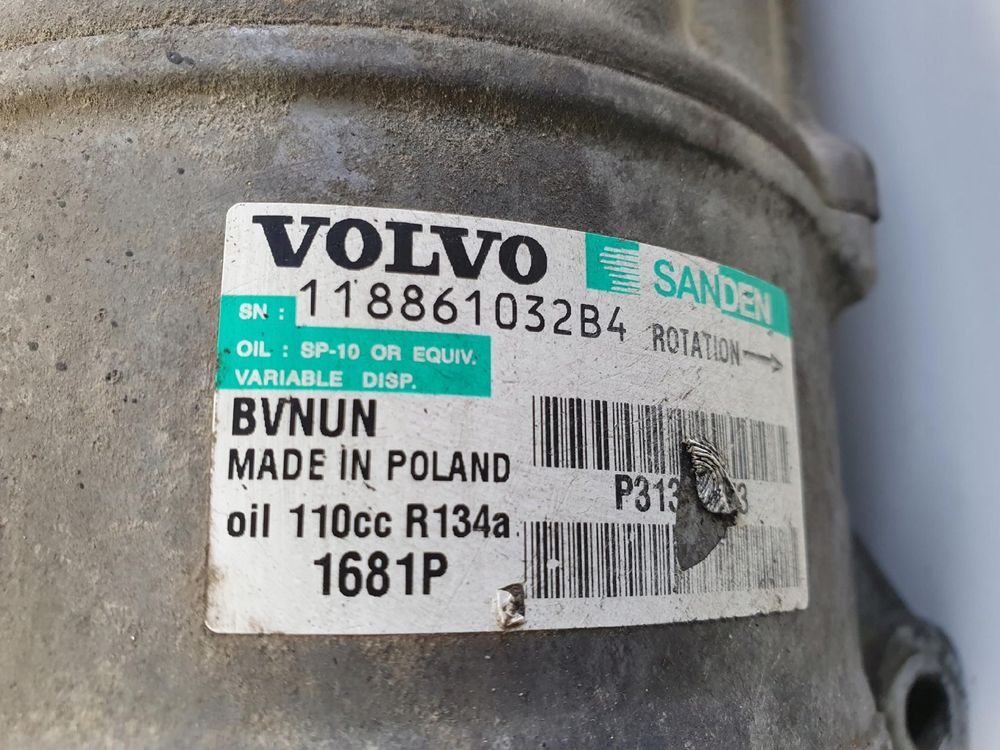 VOLVO
SANDEN
SN : 118861032B4
ROTATION
OIL : SP-10 OR EQUIV.
VARIABLE DISP.
BVNUN
MADE IN POLAND
oil 110cc R134a
1681P